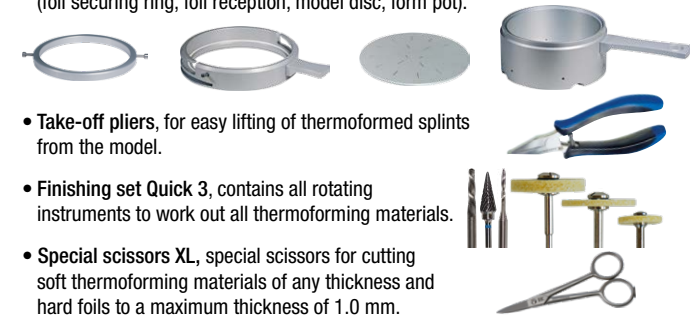 (foil securing ring, foil reception, model disc, form pot).
• Take-off pliers, for easy lifting of thermoformed splints
from the model.
• Finishing set Quick 3, contains all rotating
instruments to work out all thermoforming materials.
• Special scissors XL, special scissors for cutting
soft thermoforming materials of any thickness and
hard foils to a maximum thickness of 1.0 mm.